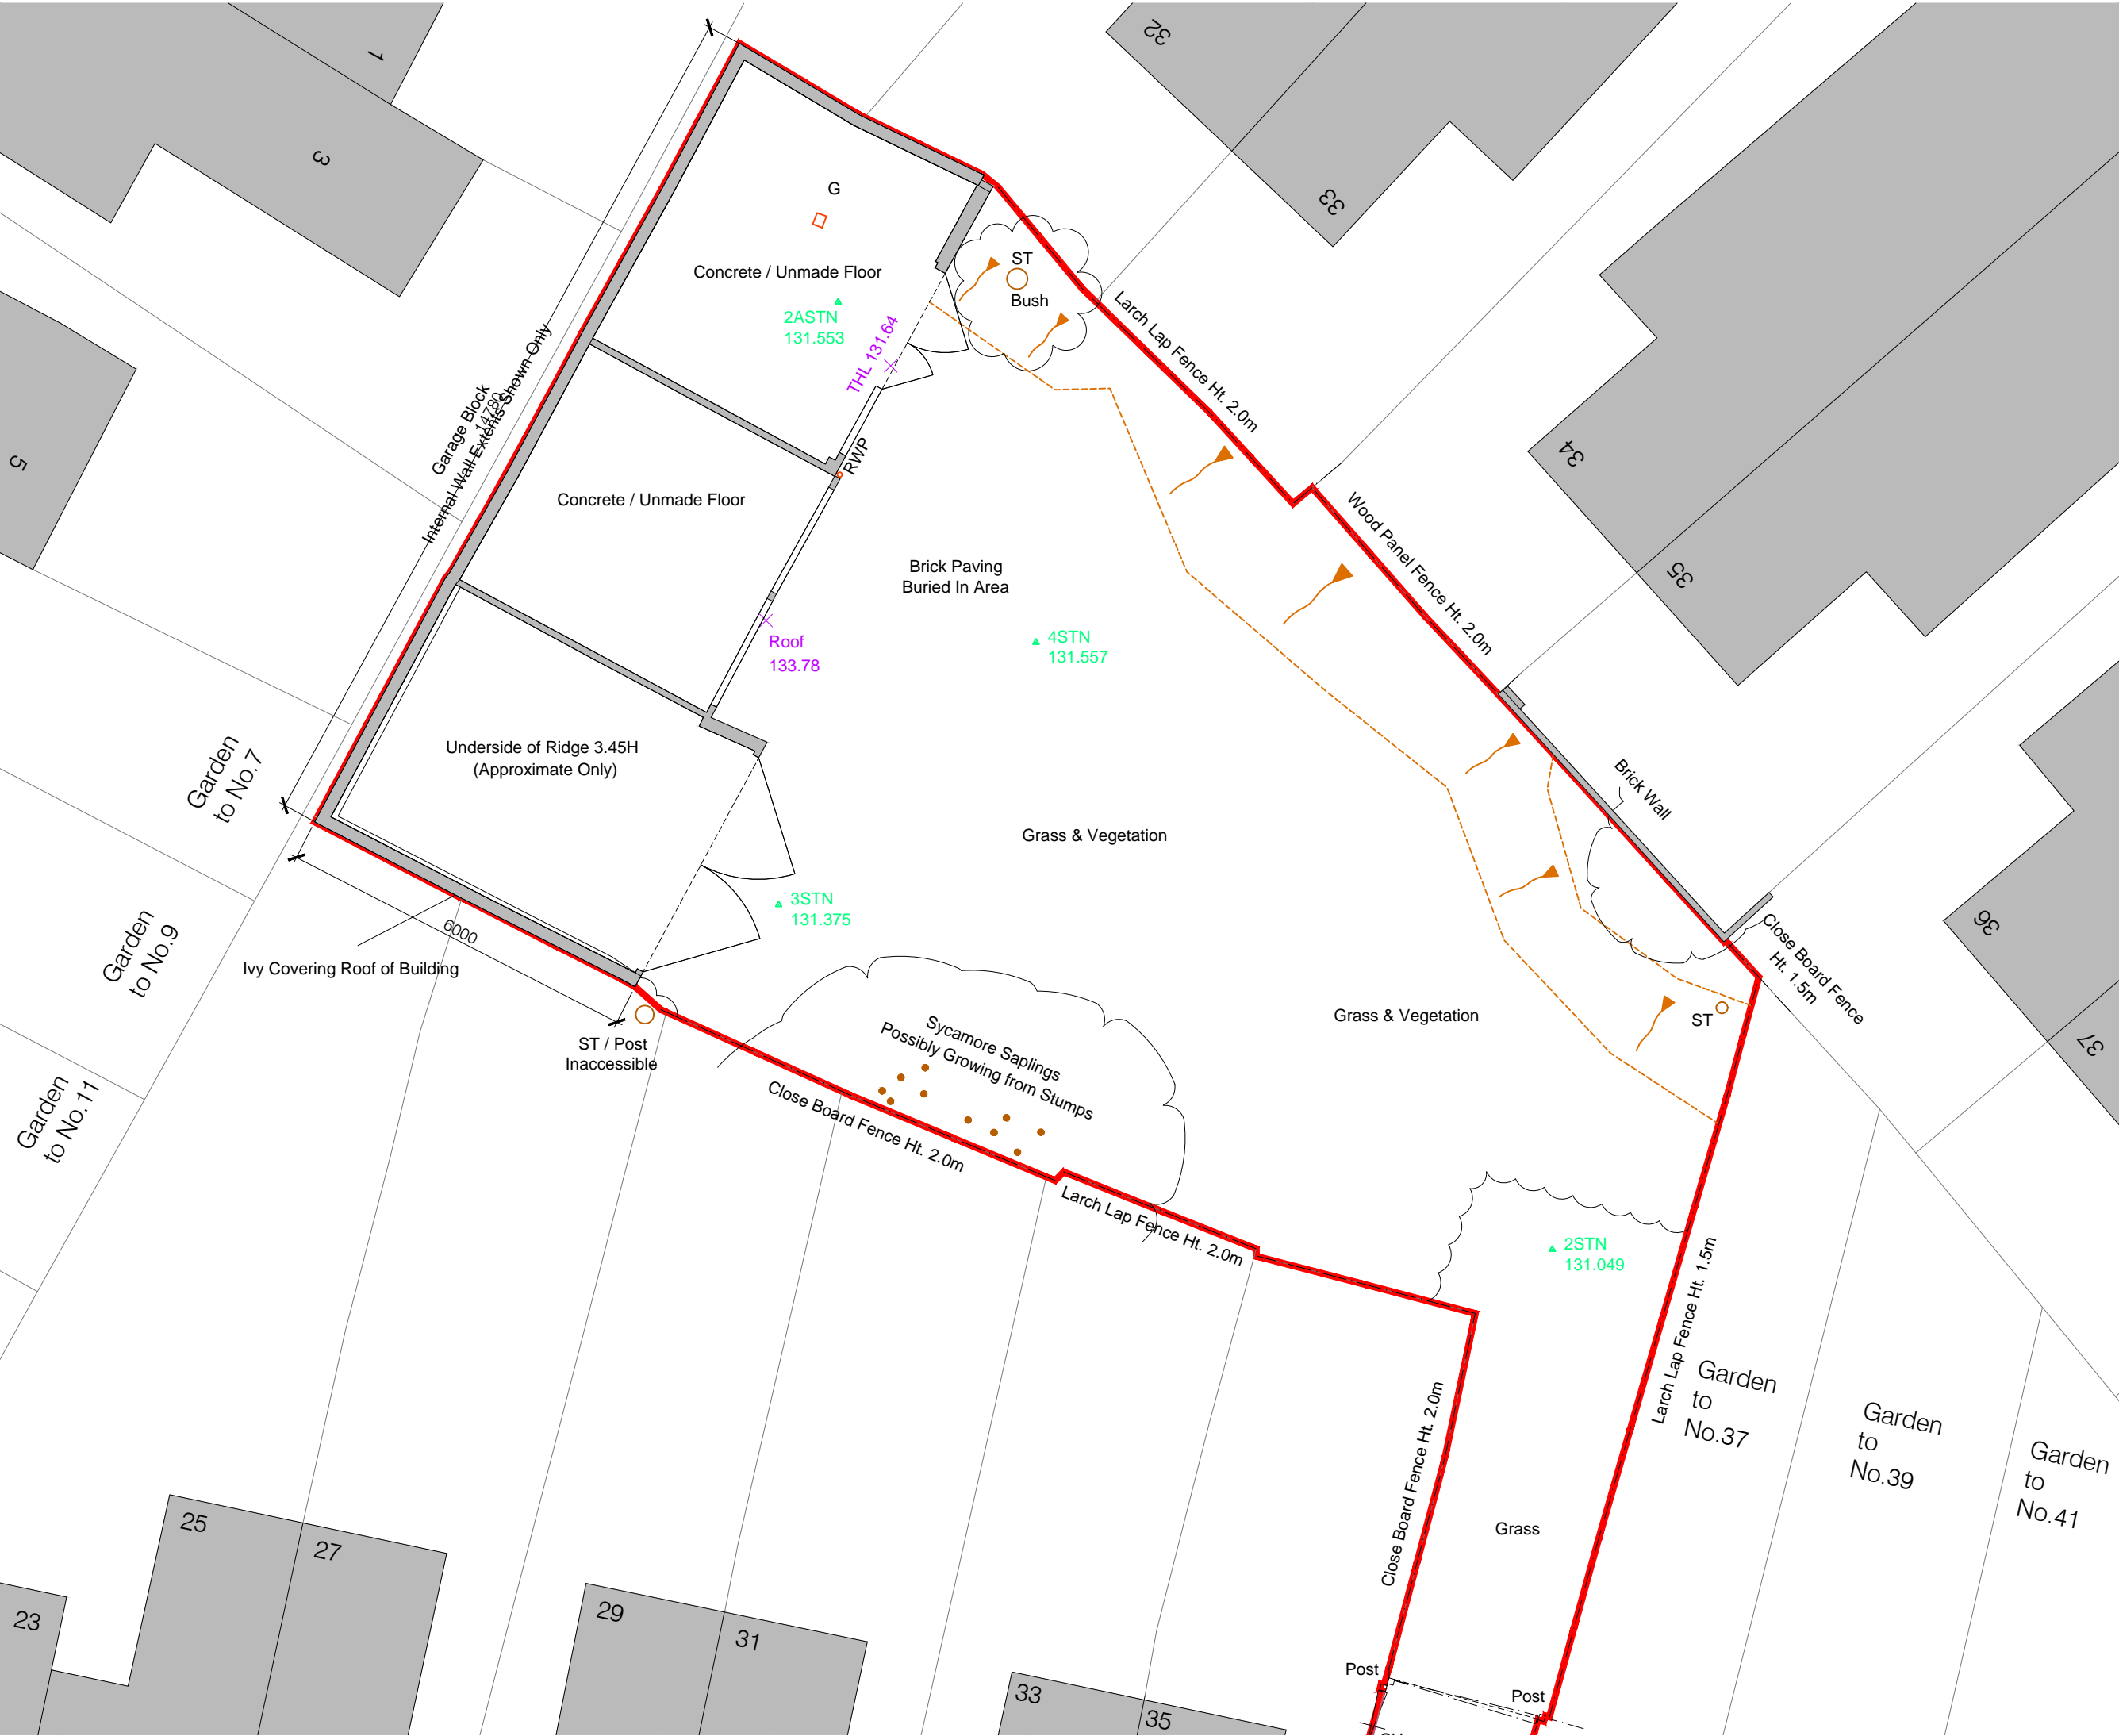 1
32
3
33
G
ST
Bush
Concrete / Unmade Floor
2ASTN
131.553
THL 131.64
Larch Lap Fence Ht. 2.0m
Garage Block
Internal Wall Extents Shown Only
14780
5
RWP
34
Concrete / Unmade Floor
Wood Panel Fence Ht. 2.0m
Brick Paving
Buried In Area
35
Roof
133.78
4STN
131.557
Garden
to No.7
Underside of Ridge 3.45H
(Approximate Only)
Brick Wall
Grass & Vegetation
3STN
131.375
6000
Garden
to No.9
Ivy Covering Roof of Building
36
Close Board Fence
Ht. 1.5m
Grass & Vegetation
ST
37
ST / Post
Inaccessible
Sycamore Saplings
Possibly Growing from Stumps
Garden
to No.11
Close Board Fence Ht. 2.0m
Larch Lap Fence Ht. 2.0m
2STN
131.049
Larch Lap Fence Ht. 1.5m
Garden
to
No.37
Garden
to
No.39
Garden
to
No.41
Close Board Fence Ht. 2.0m
Grass
25
27
23
29
31
33
35
Post
Post